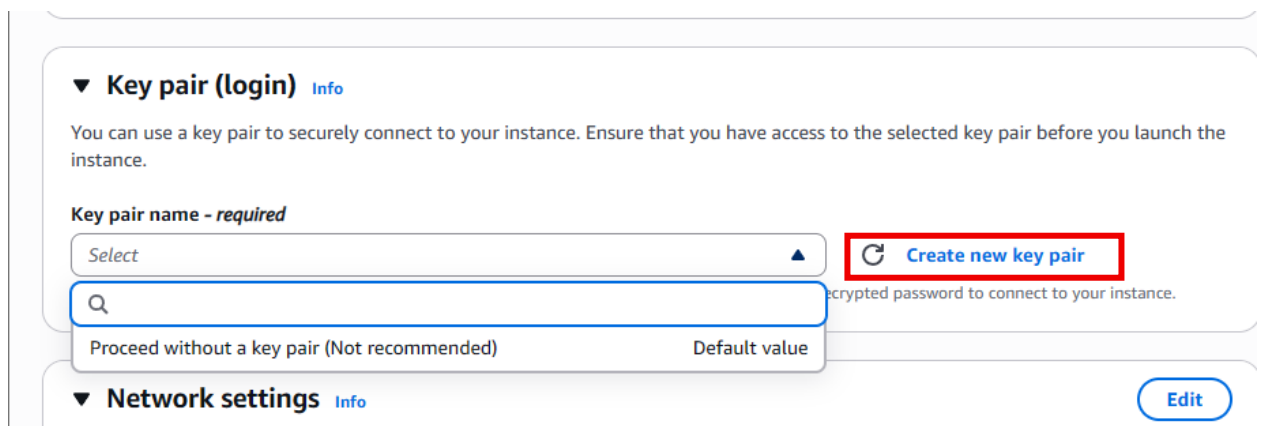 Key pair (login) Info
You can use a key pair to securely connect to your instance. Ensure that you have access to the selected key pair before you launch the
instance.
Key pair name - required
Select
Create new key pair
password to connect to your instance.
Proceed without a key pair (Not recommended) Default value
Network settings Info
Edit